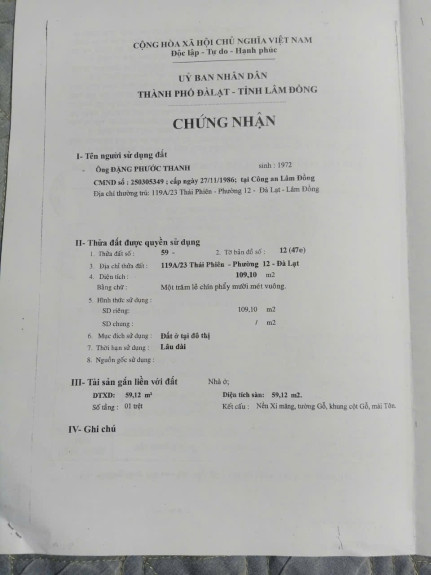 CỘNG HÒA XÃ HỘI CHỦ NGHĨA VIỆT NAM
Độc lập - Tự do - Hạnh phúc
UỶ BAN NHÂN DÂN
THÀNH PHỐ ĐÀLẠT - TỈNH LÂM ĐỒNG
CHỨNG NHẬN
I- Tên người sử dụng đất
- Ông ĐẶNG PHƯỚC THANH sinh : 1972
CMND số : 250305349 ; cấp ngày 27/11/1986; tại Công an Lâm Đồng
Địa chỉ thường trú: 119A/23 Thái Phiên - Phường 12 - Đà Lạt - Lâm Đồng
II- Thửa đất được quyền sử dụng
1. Thửa đất số : 59 - 2. Tờ bản đồ số : 12 (47e)
3. Địa chỉ thửa đất : 119A/23 Thái Phiên - Phường 12 - Đà Lạt
4. Diện tích : 109,10 m2
Bằng chữ : Một trăm lẻ chín phẩy mười mét vuông.
5. Hình thức sử dụng :
SD riêng: 109,10 m2
SD chung : / m2
6. Mục đích sử dụng : Đất ở tại đô thị
7. Thời hạn sử dụng : Lâu dài
8. Nguồn gốc sử dụng :
III- Tài sản gắn liền với đất Nhà ở;
DTXD: 59,12 m² Diện tích sàn: 59,12 m2.
Số tầng : 01 trệt Kết cấu : Nền Xi măng, tường Gỗ, khung cột Gỗ, mái Tôn.
IV- Ghi chú